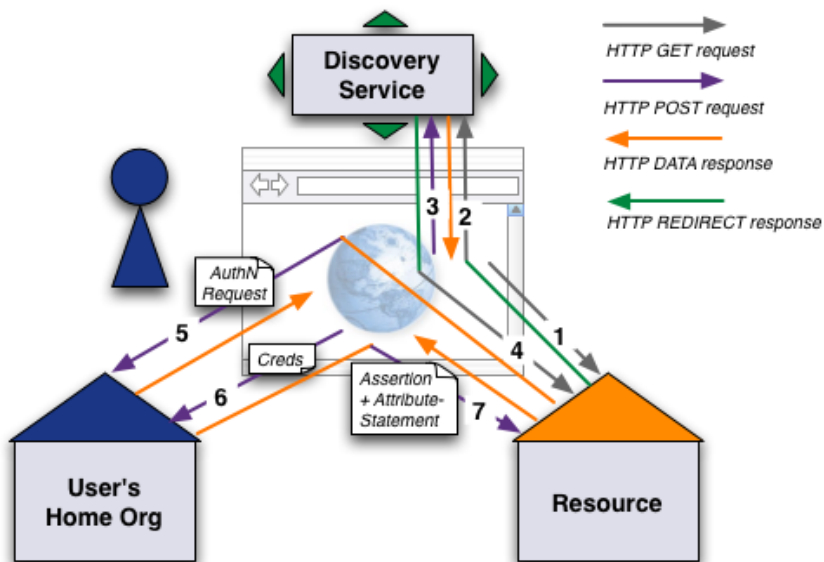 Discovery
Service
HTTP GET request
HTTP POST request
HTTP DATA response
HTTP REDIRECT response
3
2
AuthN
Request
5
1
4
Creds
6
Assertion
+ Attribute-
Statement
7
User's
Home Org
Resource